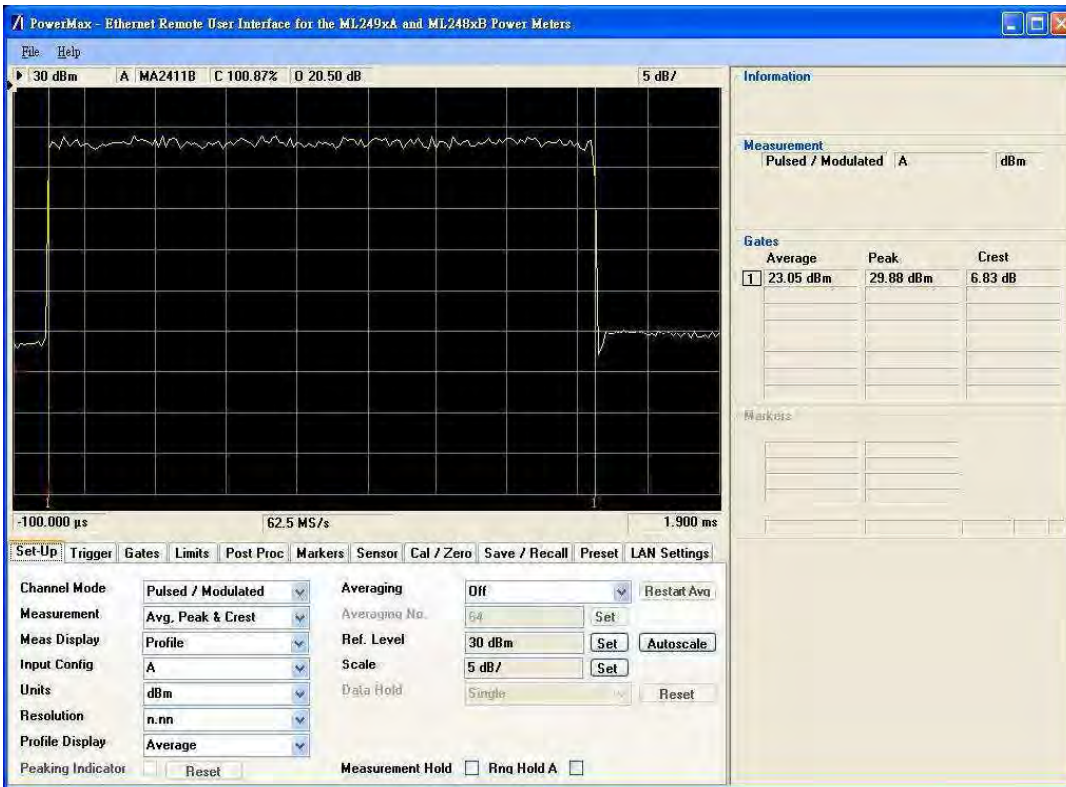 PowerMax - Ethernet Remote User Interface for the ML249xA and ML248xB Power Meters
File Help
30 dBm A MA2411B C 100.87% O 20.50 dB 5 dB/
1 1
-100.000 µs 62.5 MS/s 1.900 ms
Information
Measurement
Pulsed / Modulated A dBm
Gates
Average Peak Crest
1 23.05 dBm 29.88 dBm 6.83 dB
Markers
Set-Up Trigger Gates Limits Post Proc Markers Sensor Cal / Zero Save / Recall Preset LAN Settings
Channel Mode Pulsed / Modulated Averaging Off Restart Avg
Measurement Avg, Peak & Crest Averaging No. 64 Set
Meas Display Profile Ref. Level 30 dBm Set Autoscale
Input Config A Scale 5 dB/ Set
Units dBm Data Hold Single Reset
Resolution n.nn
Profile Display Average
Peaking Indicator Reset Measurement Hold Rng Hold A